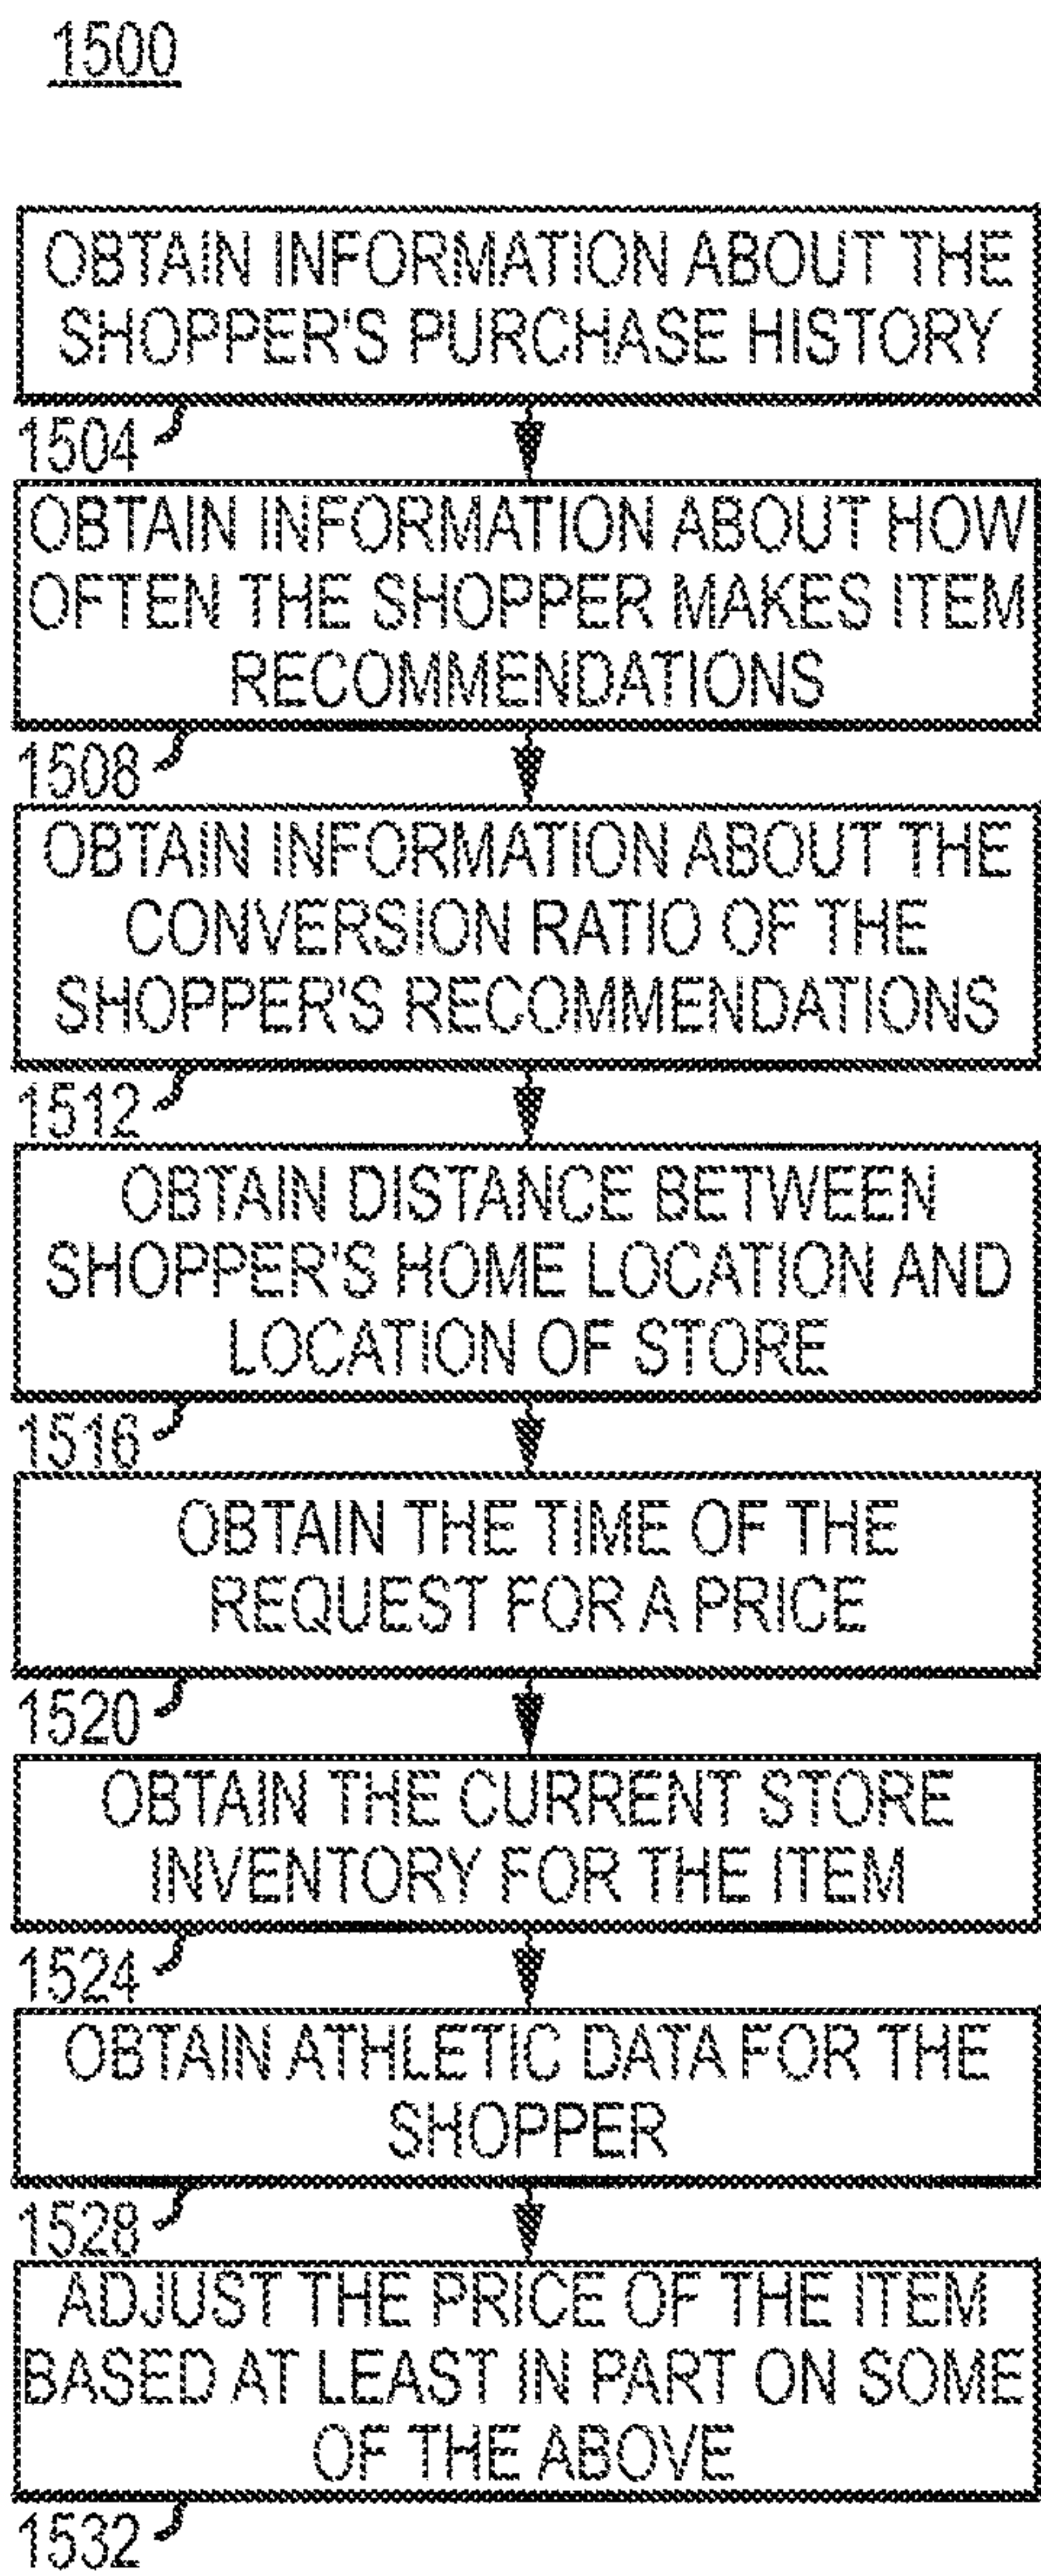 1500
OBTAIN INFORMATION ABOUT THE
SHOPPER'S PURCHASE HISTORY
1504
OBTAIN INFORMATION ABOUT HOW
OFTEN THE SHOPPER MAKES ITEM
RECOMMENDATIONS
1508
OBTAIN INFORMATION ABOUT THE
CONVERSION RATIO OF THE
SHOPPER'S RECOMMENDATIONS
1512
OBTAIN DISTANCE BETWEEN
SHOPPER'S HOME LOCATION AND
LOCATION OF STORE
1516
OBTAIN THE TIME OF THE
REQUEST FOR A PRICE
1520
OBTAIN THE CURRENT STORE
INVENTORY FOR THE ITEM
1524
OBTAIN ATHLETIC DATA FOR THE
SHOPPER
1528
ADJUST THE PRICE OF THE ITEM
BASED AT LEAST IN PART ON SOME
OF THE ABOVE
1532